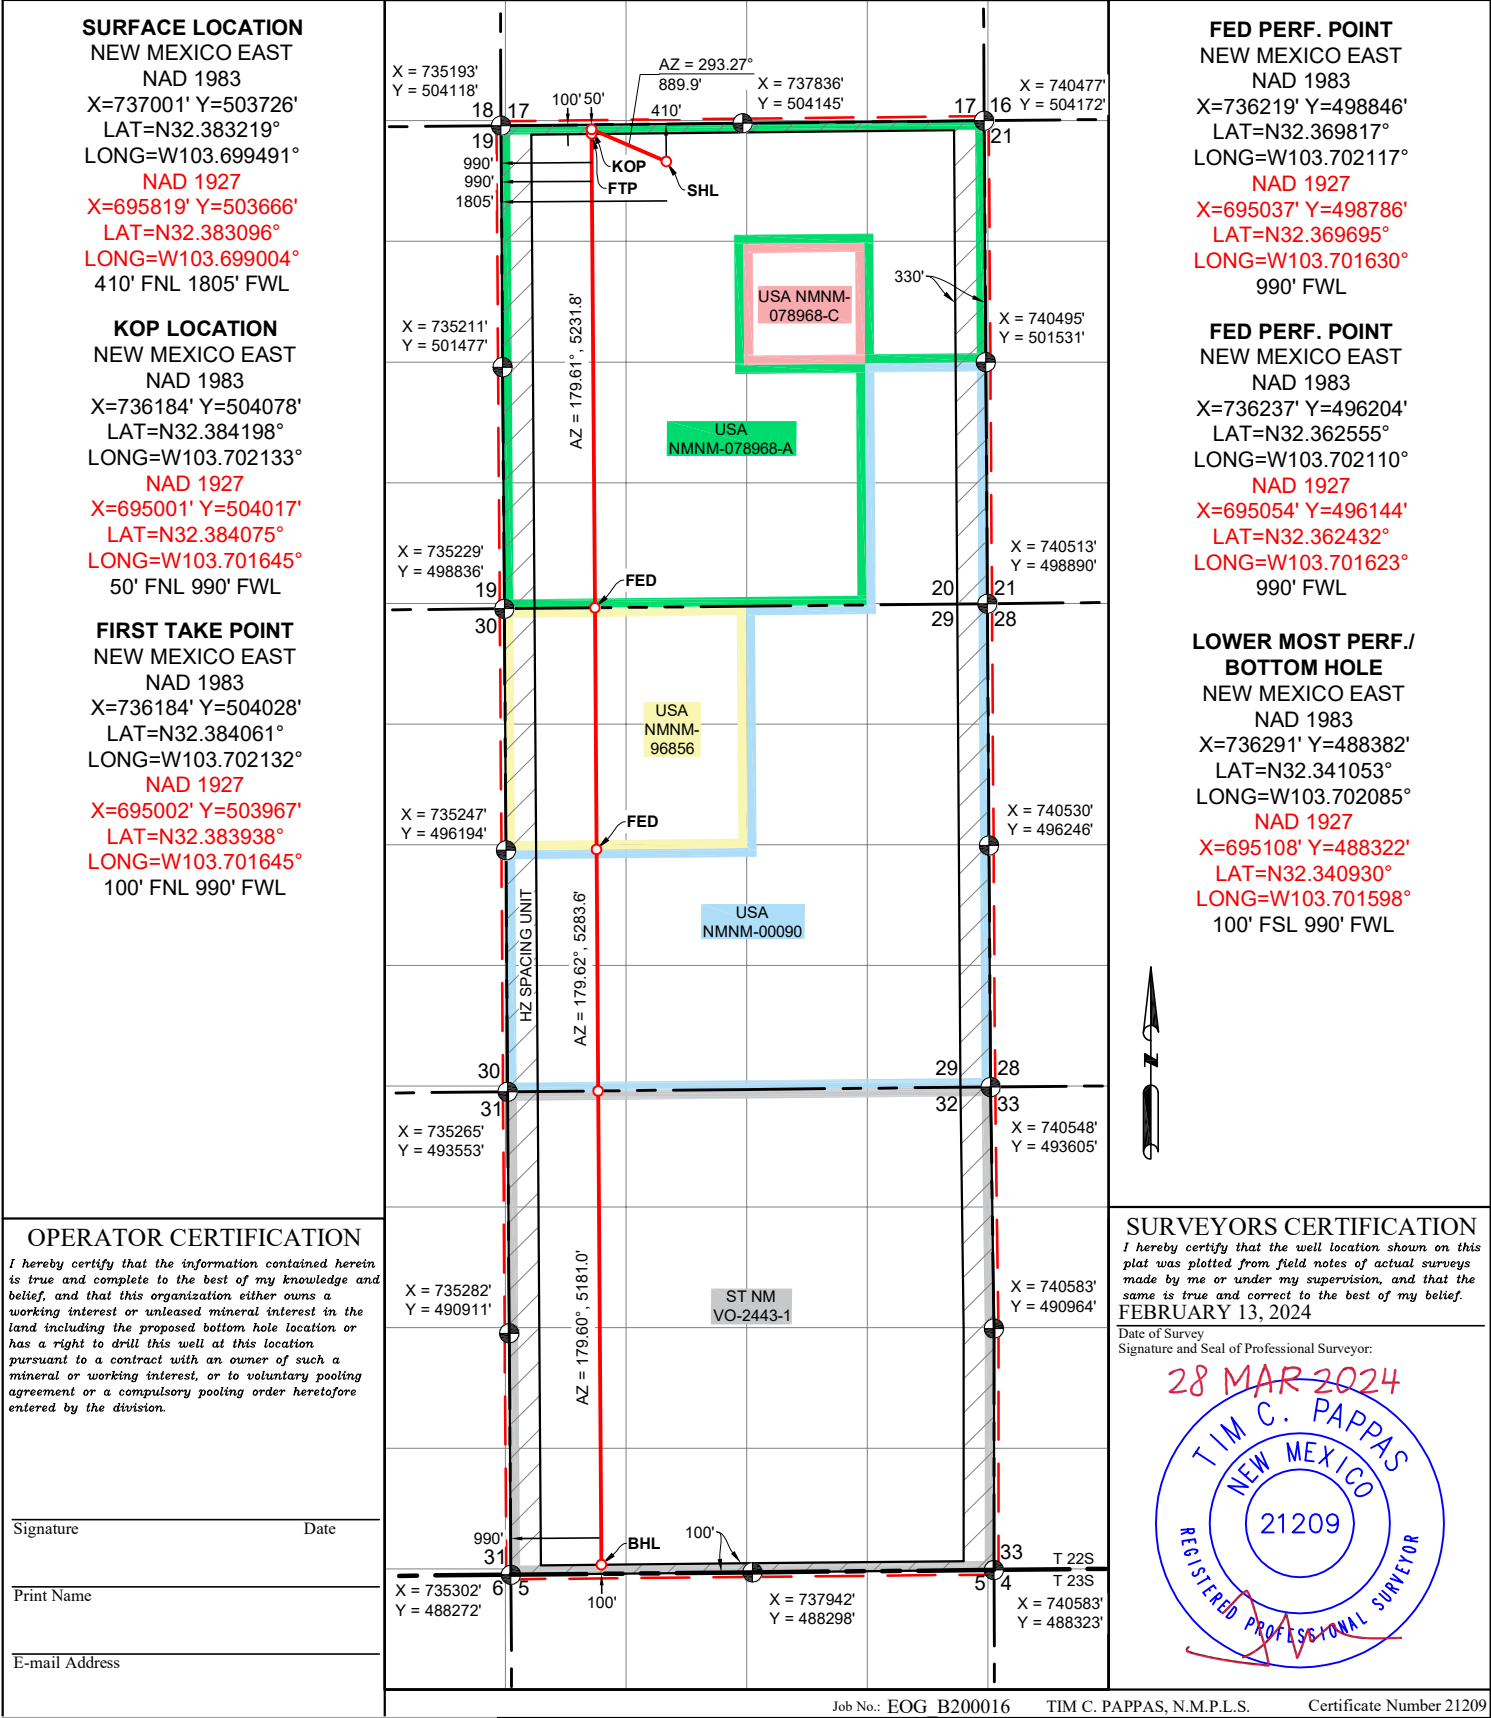 SURFACE LOCATION
NEW MEXICO EAST
NAD 1983
X=737001' Y=503726'
LAT=N32.383219°
LONG=W103.699491°
NAD 1927
X=695819' Y=503666'
LAT=N32.383096°
LONG=W103.699004°
410' FNL 1805' FWL
KOP LOCATION
NEW MEXICO EAST
NAD 1983
X=736184' Y=504078'
LAT=N32.384198°
LONG=W103.702133°
NAD 1927
X=695001' Y=504017'
LAT=N32.384075°
LONG=W103.701645°
50' FNL 990' FWL
FIRST TAKE POINT
NEW MEXICO EAST
NAD 1983
X=736184' Y=504028'
LAT=N32.384061°
LONG=W103.702132°
NAD 1927
X=695002' Y=503967'
LAT=N32.383938°
LONG=W103.701645°
100' FNL 990' FWL
OPERATOR CERTIFICATION
I hereby certify that the information contained herein
is true and complete to the best of my knowledge and
belief, and that this organization either owns a
working interest or unleased mineral interest in the
land including the proposed bottom hole location or
has a right to drill this well at this location
pursuant to a contract with an owner of such a
mineral or working interest, or to voluntary pooling
agreement or a compulsory pooling order heretofore
entered by the division.
Signature Date
Print Name
E-mail Address
X = 735193'
Y = 504118'
AZ = 293.27°
889.9'
X = 737836'
Y = 504145'
X = 740477'
Y = 504172'
18 17
100' 50'
410'
17 16
19
21
990'
KOP
990'
FTP
SHL
1805'
330'
USA NMNM-
078968-C
AZ = 179.61°, 5231.8'
X = 735211'
Y = 501477'
X = 740495'
Y = 501531'
USA
NMNM-078968-A
X = 735229'
Y = 498836'
X = 740513'
Y = 498890'
FED
19
20 21
30
29 28
USA
NMNM-
96856
X = 735247'
Y = 496194'
FED
X = 740530'
Y = 496246'
HZ SPACING UNIT
AZ = 179.62°, 5283.6'
USA
NMNM-00090
30
29 28
31
32 33
X = 735265'
Y = 493553'
X = 740548'
Y = 493605'
X = 735282'
Y = 490911'
AZ = 179.60°, 5181.0'
ST NM
VO-2443-1
X = 740583'
Y = 490964'
990'
BHL
100'
31
33
T 22S
6 5
5 4
T 23S
X = 735302'
Y = 488272'
100'
X = 737942'
Y = 488298'
X = 740583'
Y = 488323'
FED PERF. POINT
NEW MEXICO EAST
NAD 1983
X=736219' Y=498846'
LAT=N32.369817°
LONG=W103.702117°
NAD 1927
X=695037' Y=498786'
LAT=N32.369695°
LONG=W103.701630°
990' FWL
FED PERF. POINT
NEW MEXICO EAST
NAD 1983
X=736237' Y=496204'
LAT=N32.362555°
LONG=W103.702110°
NAD 1927
X=695054' Y=496144'
LAT=N32.362432°
LONG=W103.701623°
990' FWL
LOWER MOST PERF./
BOTTOM HOLE
NEW MEXICO EAST
NAD 1983
X=736291' Y=488382'
LAT=N32.341053°
LONG=W103.702085°
NAD 1927
X=695108' Y=488322'
LAT=N32.340930°
LONG=W103.701598°
100' FSL 990' FWL
N
SURVEYORS CERTIFICATION
I hereby certify that the well location shown on this
plat was plotted from field notes of actual surveys
made by me or under my supervision, and that the
same is true and correct to the best of my belief.
FEBRUARY 13, 2024
Date of Survey
Signature and Seal of Professional Surveyor:
28 MAR 2024
TIM C. PAPPAS
NEW MEXICO
21209
REGISTERED PROFESSIONAL SURVEYOR
Job No.: EOG_B200016 TIM C. PAPPAS, N.M.P.L.S. Certificate Number 21209